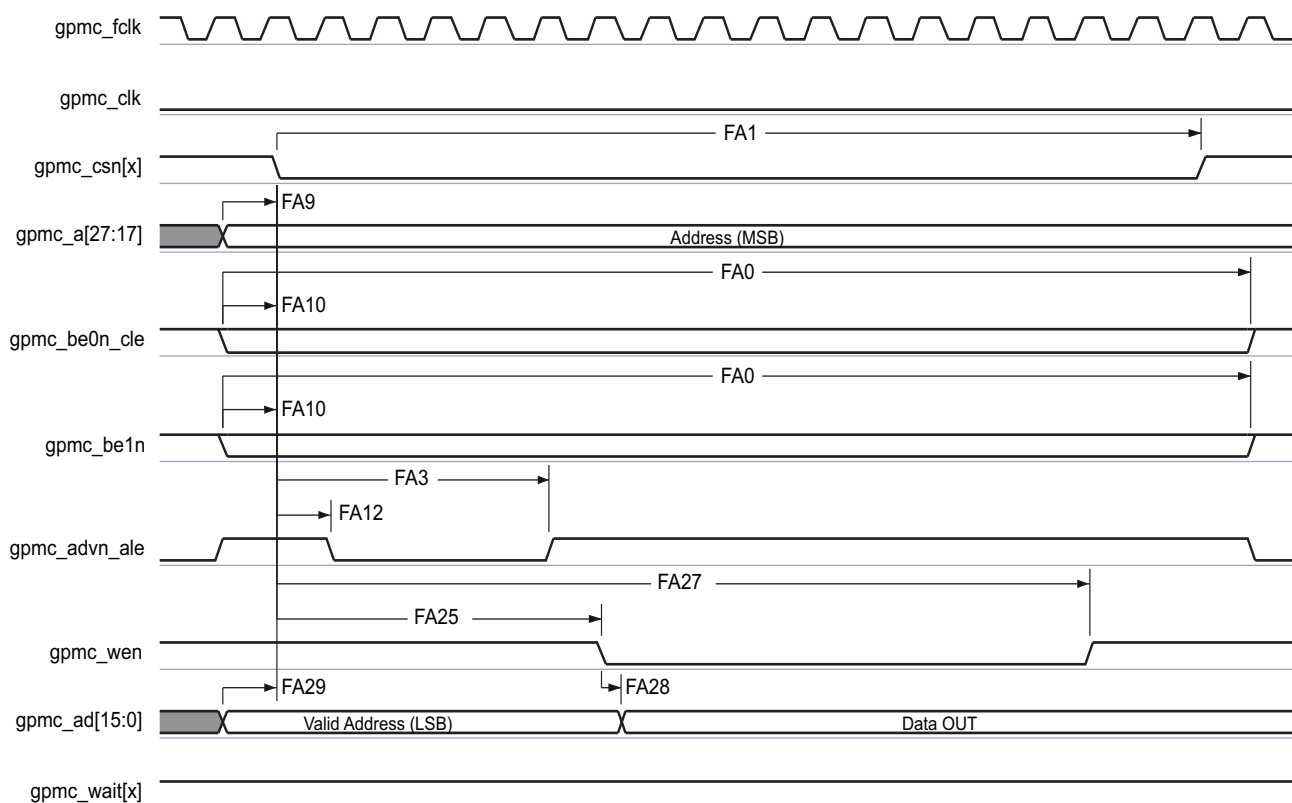 gpmc_fclk
gpmc_clk
FA1
gpmc_csn[x]
FA9
gpmc_a[27:17]
Address (MSB)
FA0
FA10
gpmc_be0n_cle
FA0
FA10
gpmc_be1n
FA3
FA12
gpmc_advn_ale
FA27
FA25
gpmc_wen
FA29
FA28
gpmc_ad[15:0]
Valid Address (LSB)
Data OUT
gpmc_wait[x]